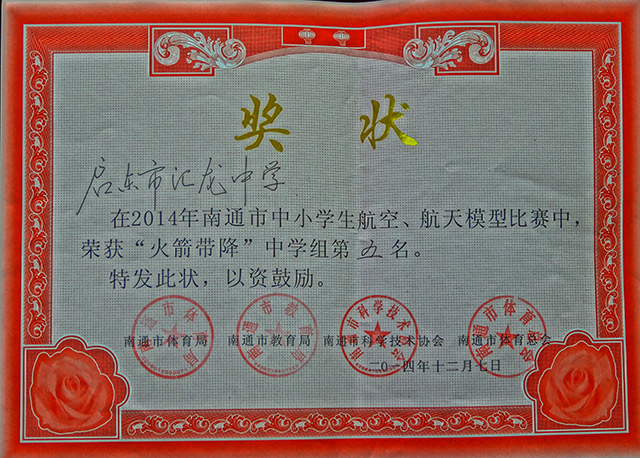 奖状
启东市汇龙中学
在2014年南通市中小学生航空、航天模型比赛中，
荣获“火箭带降”中学组第五名。
特发此状，以资鼓励。
南通市体育局 南通市教育局 南通市科学技术协会 南通市体育总会
二〇一四年十二月七日